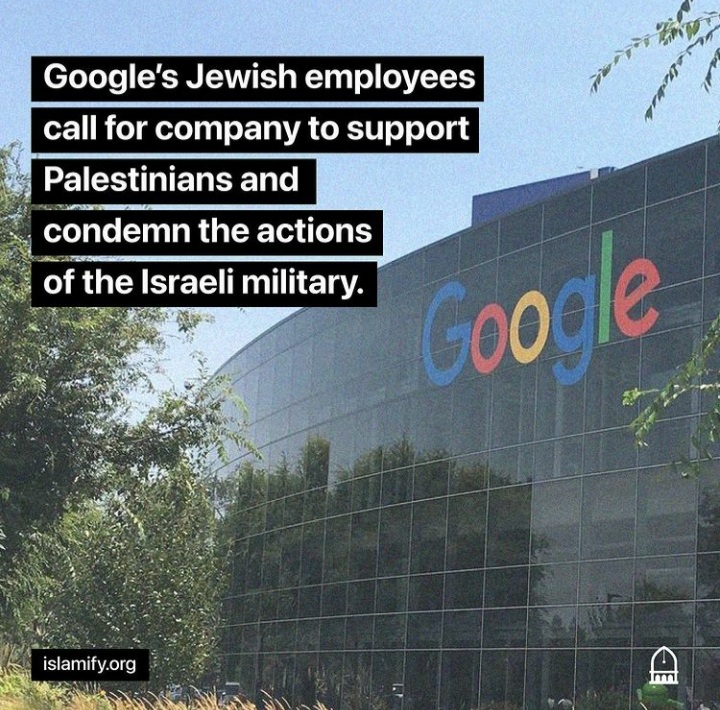 Google's Jewish employees
call for company to support
Palestinians and
condemn the actions
of the Israeli military.
Google
islamify.org